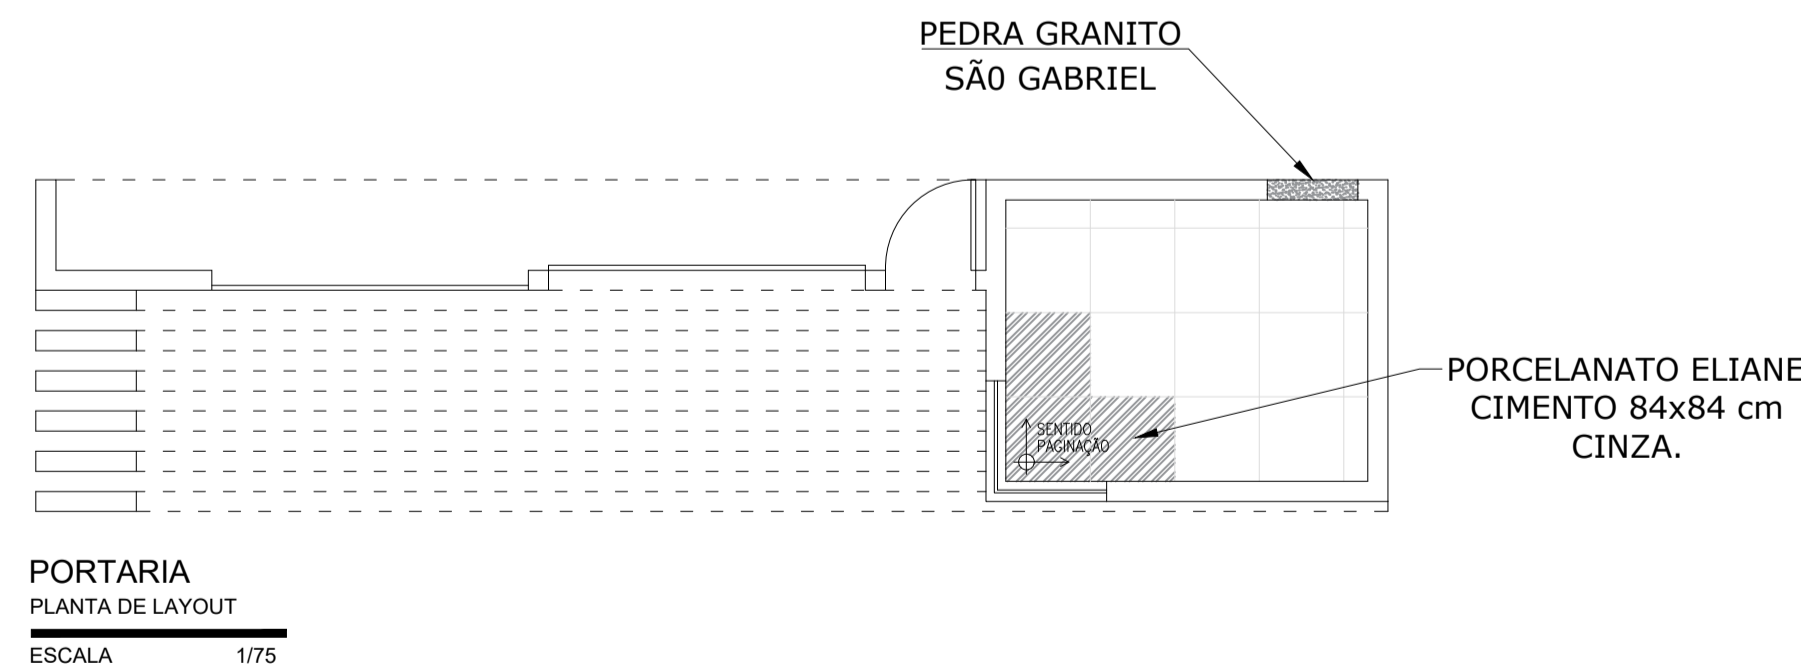 PEDRA GRANITO
SÃ0 GABRIEL
PORCELANATO ELIANE
CIMENTO 84x84 cm
CINZA.
SENTIDO
PAGINAÇÃO
PORTARIA
PLANTA DE LAYOUT
ESCALA 1/75